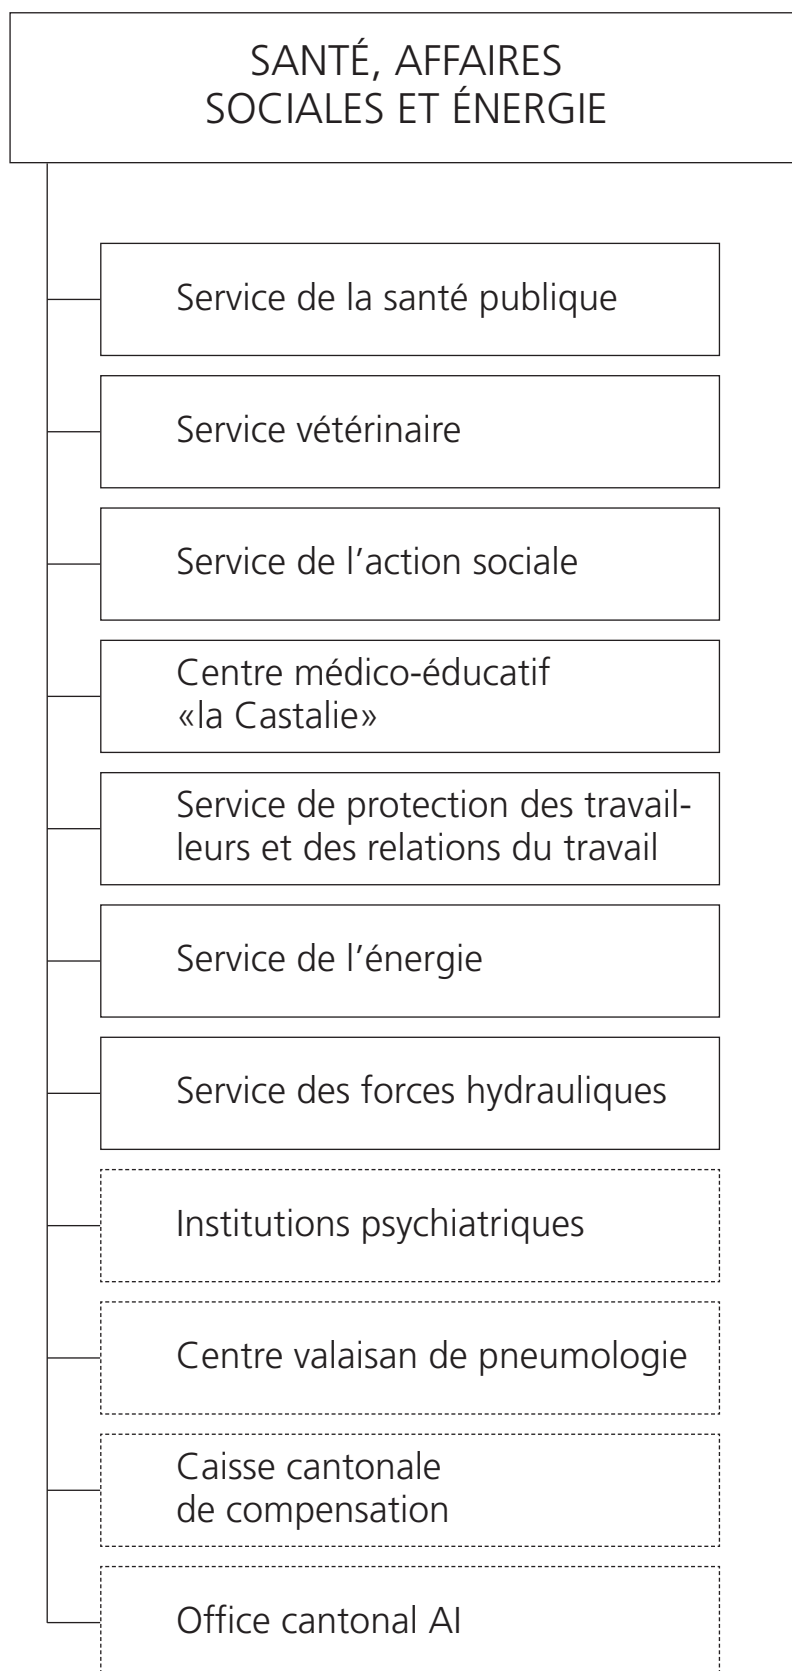 SANTÉ, AFFAIRES
SOCIALES ET ÉNERGIE
Service de la santé publique
Service vétérinaire
Service de l’action sociale
Centre médico-éducatif
«la Castalie»
Service de protection des travail-
leurs et des relations du travail
Service de l’énergie
Service des forces hydrauliques
Institutions psychiatriques
Centre valaisan de pneumologie
Caisse cantonale
de compensation
Office cantonal AI